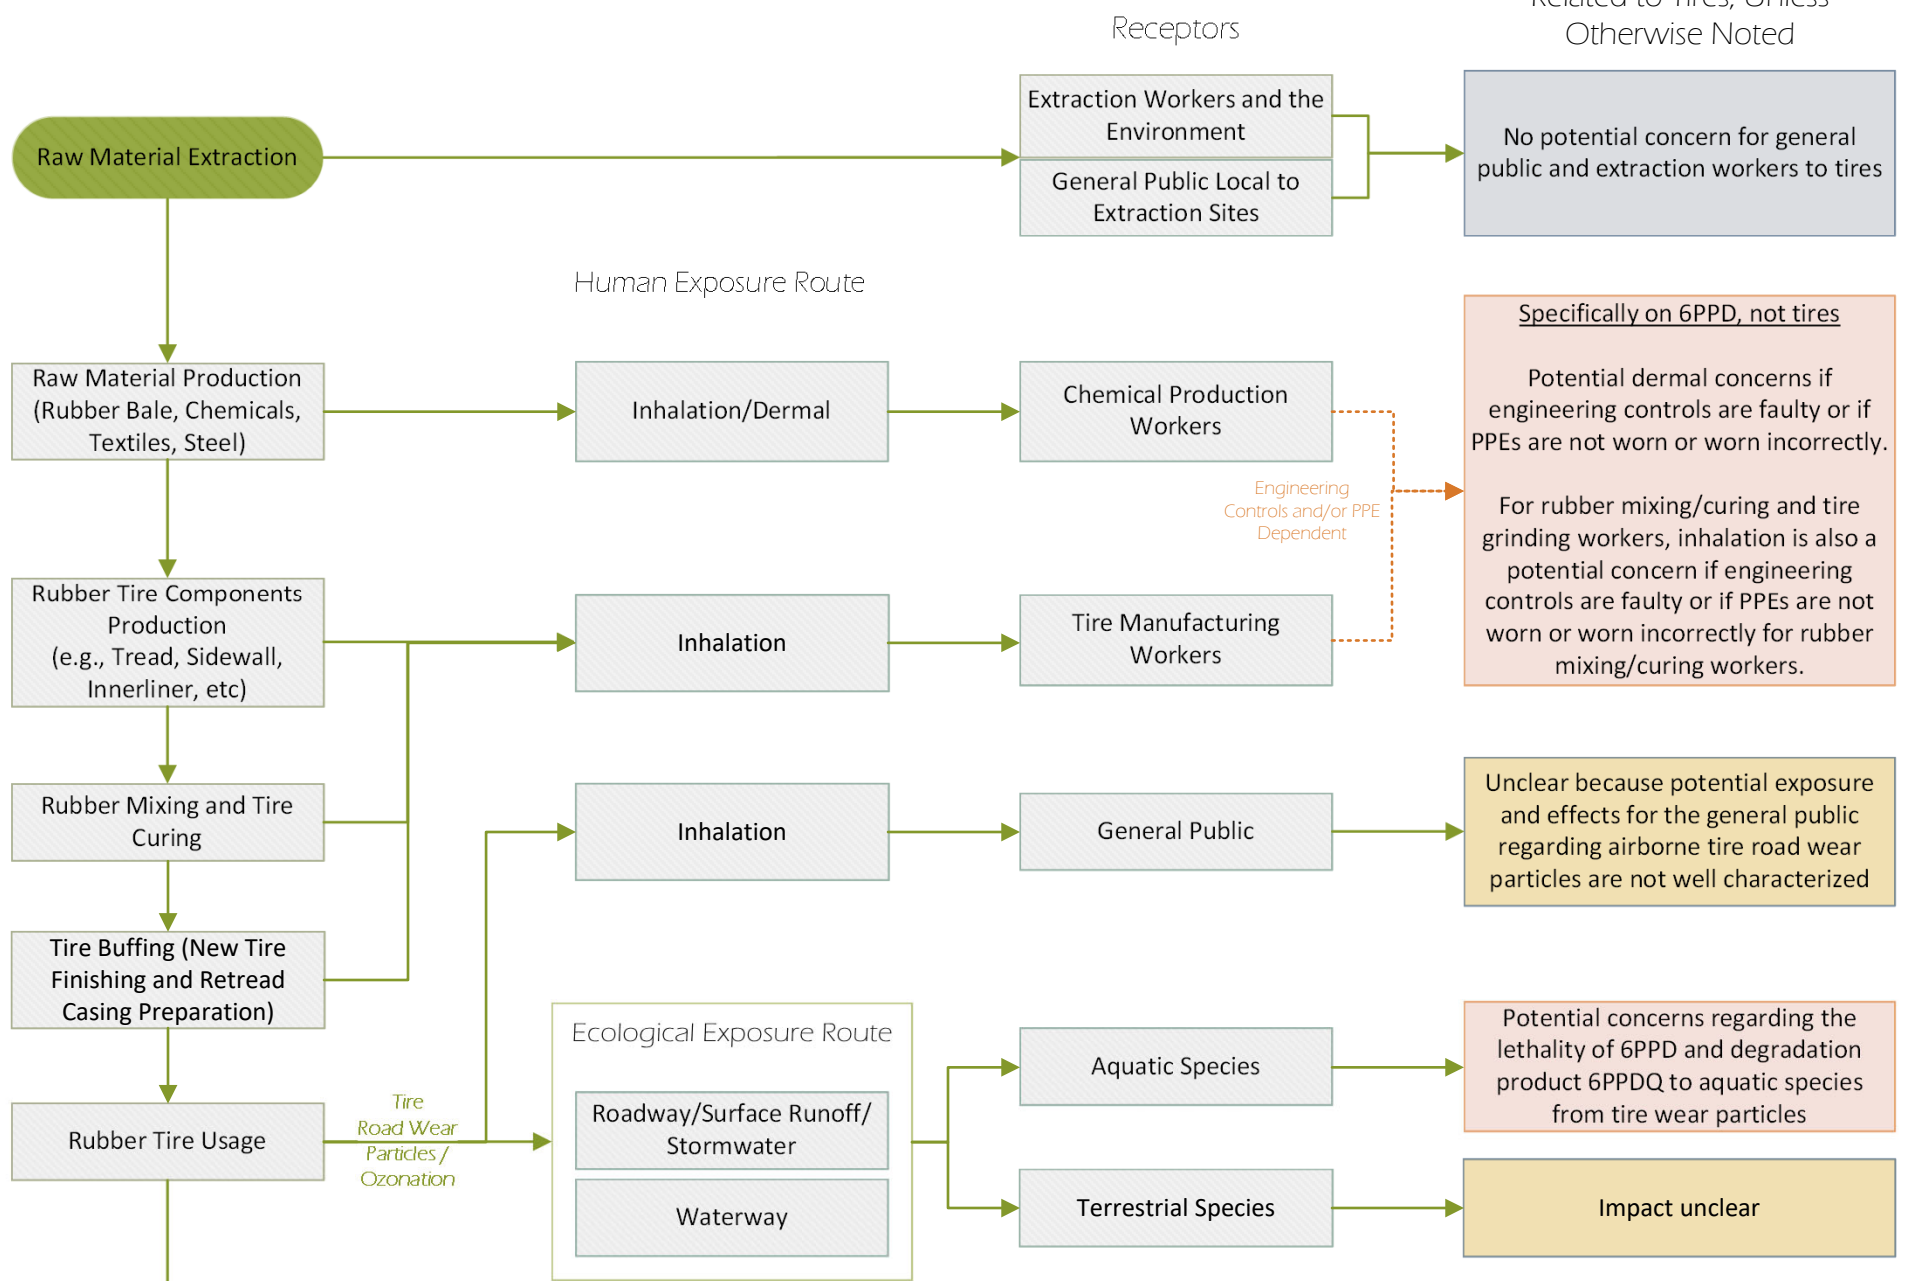 Related to Tires, Unless
Otherwise Noted
Receptors
Raw Material Extraction
Extraction Workers and the
Environment
General Public Local to
Extraction Sites
No potential concern for general
public and extraction workers to tires
Human Exposure Route
Raw Material Production
(Rubber Bale, Chemicals,
Textiles, Steel)
Inhalation/Dermal
Chemical Production
Workers
Engineering
Controls and/or PPE
Dependent
Specifically on 6PPD, not tires
Potential dermal concerns if
engineering controls are faulty or if
PPEs are not worn or worn incorrectly.
For rubber mixing/curing and tire
grinding workers, inhalation is also a
potential concern if engineering
controls are faulty or if PPEs are not
worn or worn incorrectly for rubber
mixing/curing workers.
Rubber Tire Components
Production
(e.g., Tread, Sidewall,
Innerliner, etc)
Inhalation
Tire Manufacturing
Workers
Rubber Mixing and Tire
Curing
Inhalation
General Public
Unclear because potential exposure
and effects for the general public
regarding airborne tire road wear
particles are not well characterized
Tire Buffing (New Tire
Finishing and Retread
Casing Preparation)
Rubber Tire Usage
Tire
Road Wear
Particles /
Ozonation
Ecological Exposure Route
Roadway/Surface Runoff/
Stormwater
Waterway
Aquatic Species
Potential concerns regarding the
lethality of 6PPD and degradation
product 6PPDQ to aquatic species
from tire wear particles
Terrestrial Species
Impact unclear